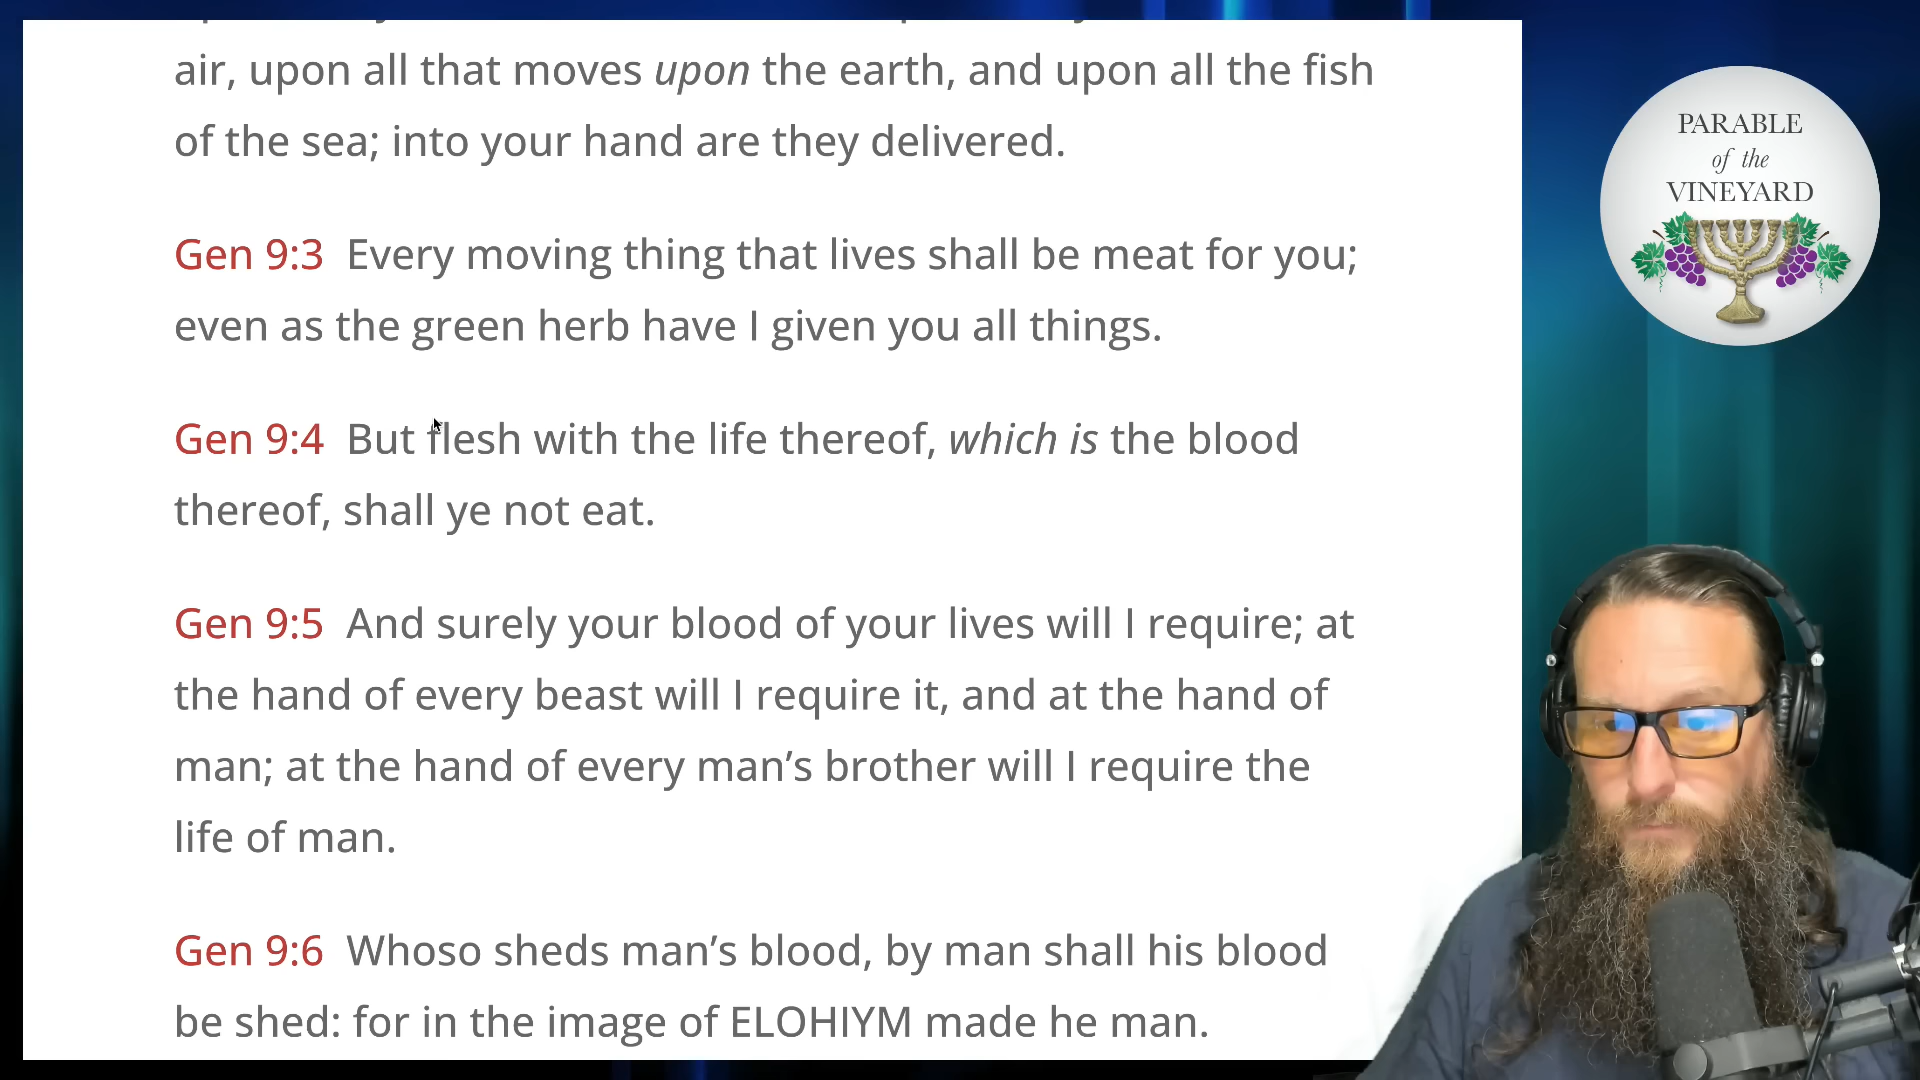 air, upon all that moves upon the earth, and upon all the fish
of the sea; into your hand are they delivered.
Gen 9:3 Every moving thing that lives shall be meat for you;
even as the green herb have I given you all things.
Gen 9:4 But flesh with the life thereof, which is the blood
thereof, shall ye not eat.
Gen 9:5 And surely your blood of your lives will I require; at
the hand of every beast will I require it, and at the hand of
man; at the hand of every man’s brother will I require the
life of man.
Gen 9:6 Whoso sheds man’s blood, by man shall his blood
be shed: for in the image of ELOHIYM made he man.
PARABLE
of the
VINEYARD